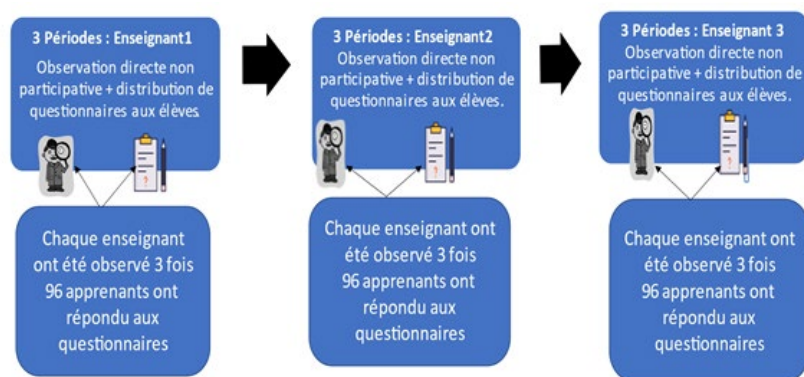 3 Périodes : Enseignant1
Observation directe non
participative + distribution de
questionnaires aux élèves.
Chaque enseignant
ont été observé 3 fois
96 apprenants ont
répondu aux
questionnaires
3 Périodes : Enseignant2
Observation directe non
participative + distribution de
questionnaires aux élèves.
Chaque enseignant ont
été observé 3 fois
96 apprenants ont
répondu aux
questionnaires
3 Périodes : Enseignant 3
Observation directe non
participative + distribution de
questionnaires aux élèves.
Chaque enseignant ont
été observé 3 fois
96 apprenants ont
répondu aux
questionnaires